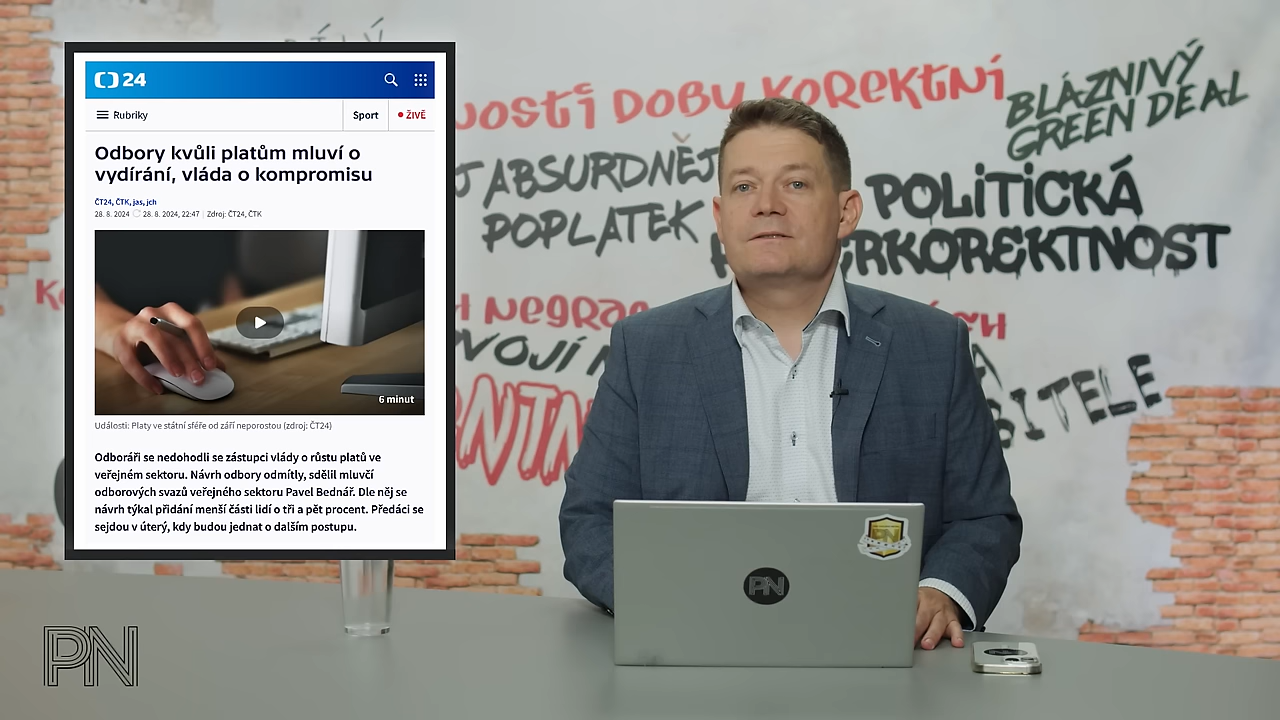 24
Rubriky
Sport
ŽIVĚ
Odbory kvůli platům mluví o
vydírání, vláda o kompromisu
ČT24, ČTK, jas, jch
28. 8. 2024
28. 8. 2024, 22:47 | Zdroj: ČT24, ČTK
6 minut
Události: Platy ve státní sféře od září neporostou (zdroj: ČT24)
Odboráři se nedohodli se zástupci vlády o růstu platů ve
veřejném sektoru. Návrh odbory odmítly, sdělil mluvčí
odborových svazů veřejného sektoru Pavel Bednář. Dle něj se
návrh týkal přidání menší části lidí o tři a pět procent. Předáci se
sejdou v úterý, kdy budou jednat o dalším postupu.
DOBY KOREKTNÍ
BLÁZNIVÝ
GREEN DEAL
ABSURDNĚJ
POPLATEK
POLITICKÁ
ERKOREKTNOST
SITELE
PN
PN